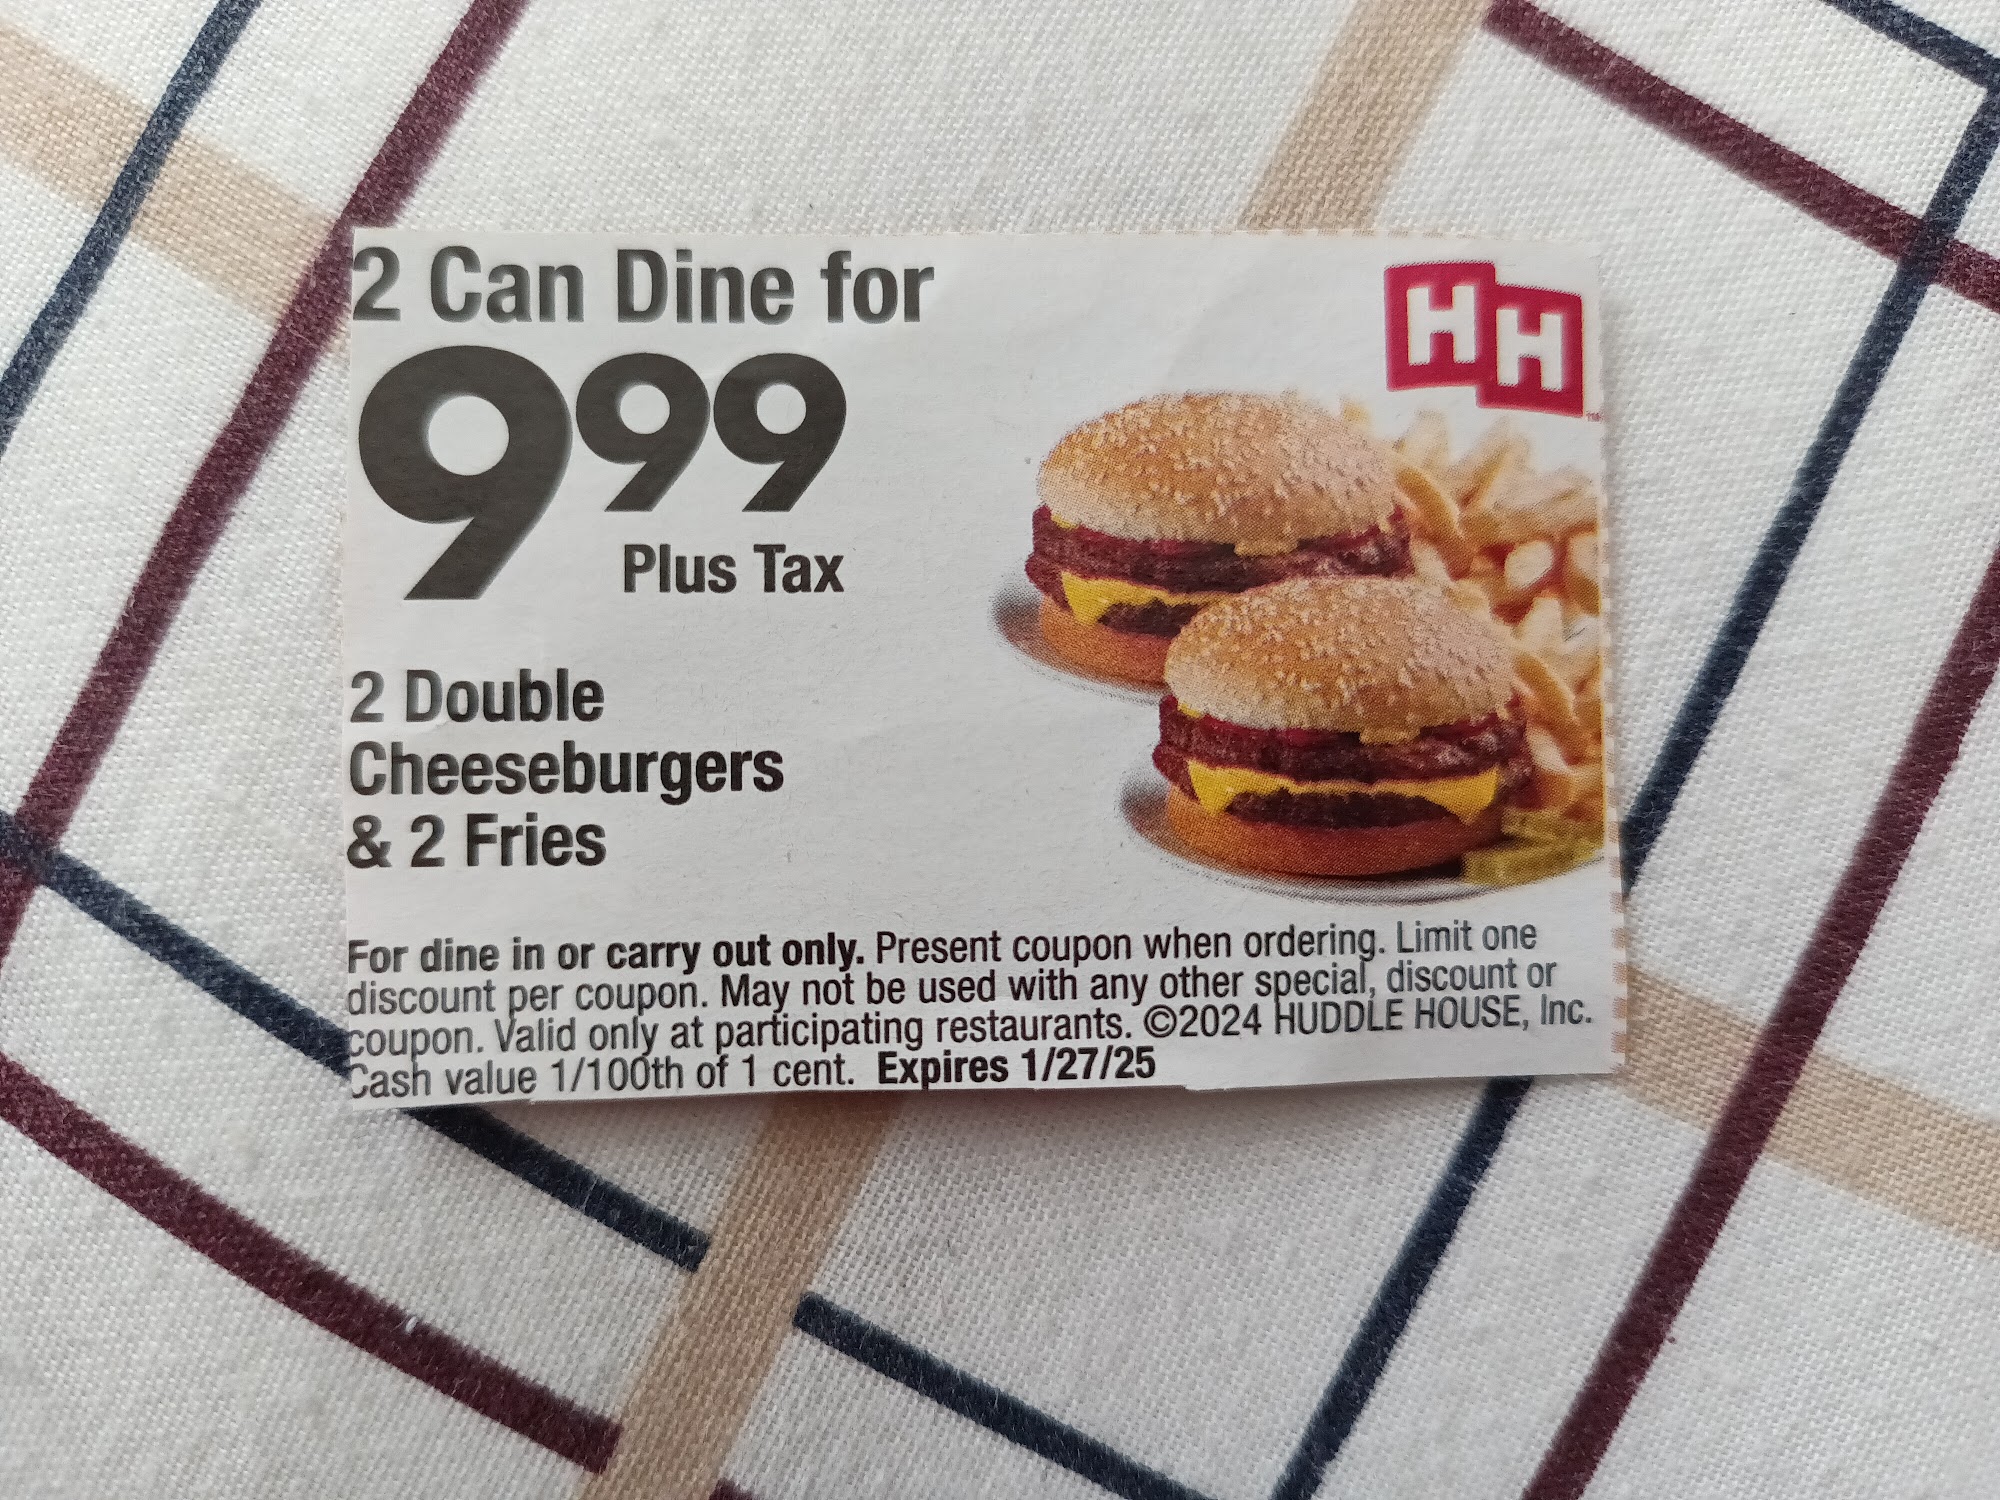 2 Can Dine for
999
Plus Tax
HH
TM
2 Double
Cheeseburgers
& 2 Fries
For dine in or carry out only. Present coupon when ordering. Limit one
discount per coupon. May not be used with any other special, discount or
coupon. Valid only at participating restaurants. ©2024 HUDDLE HOUSE, Inc.
Cash value 1/100th of 1 cent. Expires 1/27/25